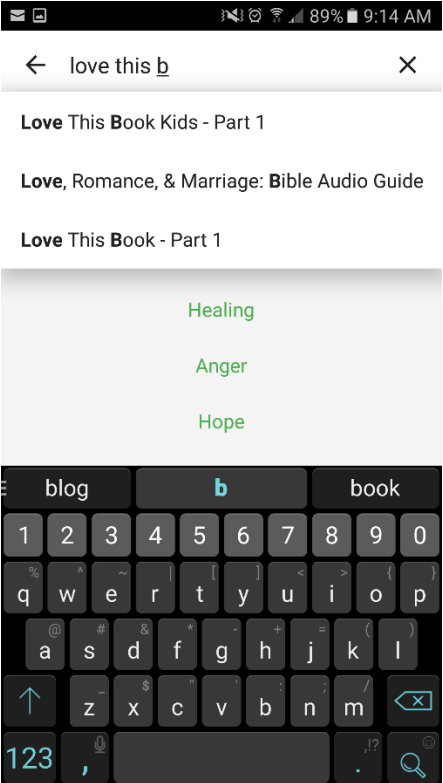 89% 9:14 AM
love this b
Love This Book Kids - Part 1
Love, Romance, & Marriage: Bible Audio Guide
Love This Book - Part 1
Healing
Anger
Hope
blog b book
1 2 3 4 5 6 7 8 9 0
% ^ ~ | [ ] < > { }
q w e r t y u i o p
@ # & * - + = ( )
a s d f g h j k l
_ $ " ' : ; /
z x c v b n m
123 , . ,!?